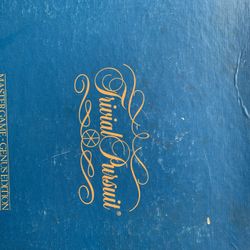 Trivial Pursuit®
MASTER GAME - GENUS EDITION